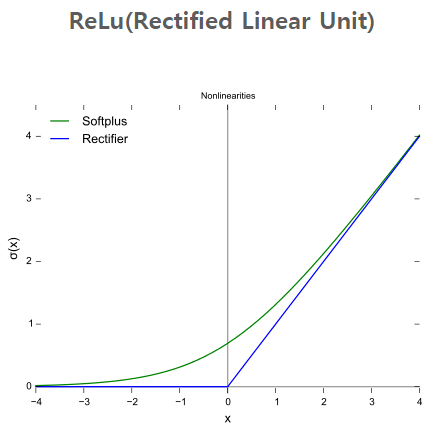 ReLu(Rectified Linear Unit)
Nonlinearities
Softplus
Rectifier
σ(x)
4
3
2
1
0
−4 −3 −2 −1 0 1 2 3 4
x